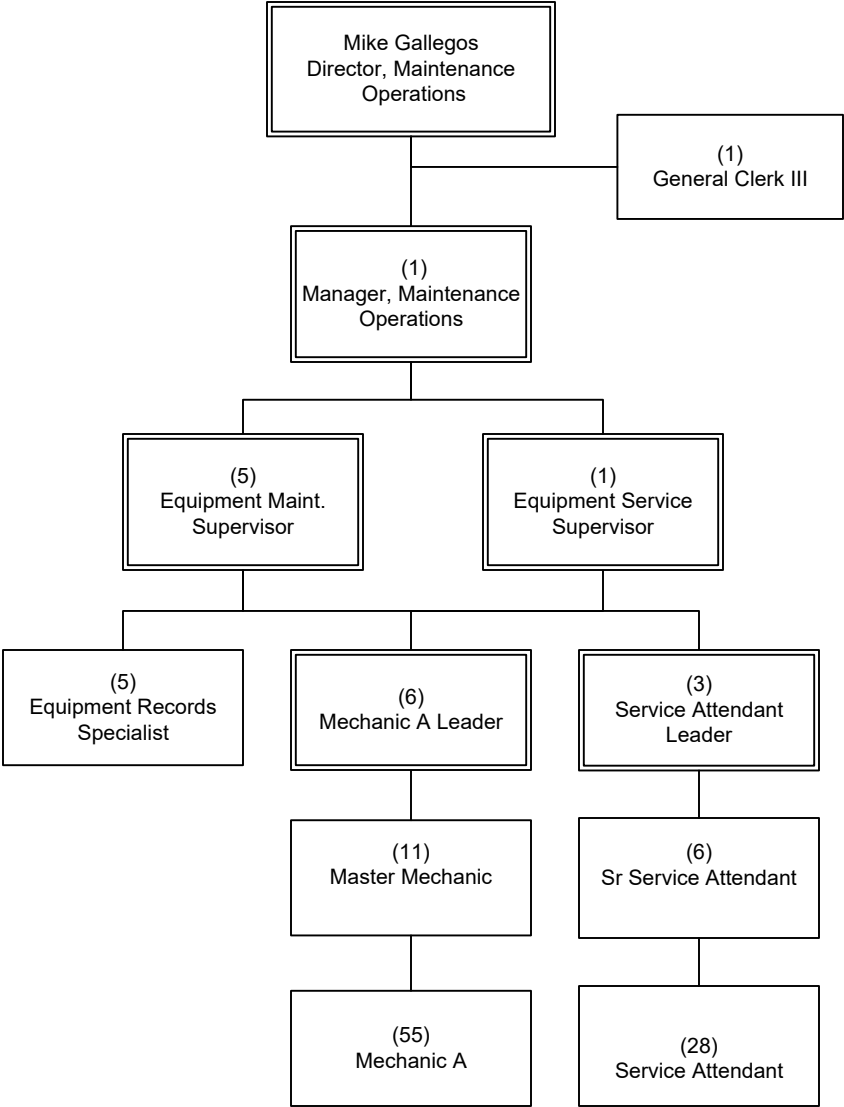 Mike Gallegos
Director, Maintenance
Operations
(1)
General Clerk III
(1)
Manager, Maintenance
Operations
(5)
Equipment Maint.
Supervisor
(1)
Equipment Service
Supervisor
(5)
Equipment Records
Specialist
(6)
Mechanic A Leader
(3)
Service Attendant
Leader
(11)
Master Mechanic
(6)
Sr Service Attendant
(55)
Mechanic A
(28)
Service Attendant